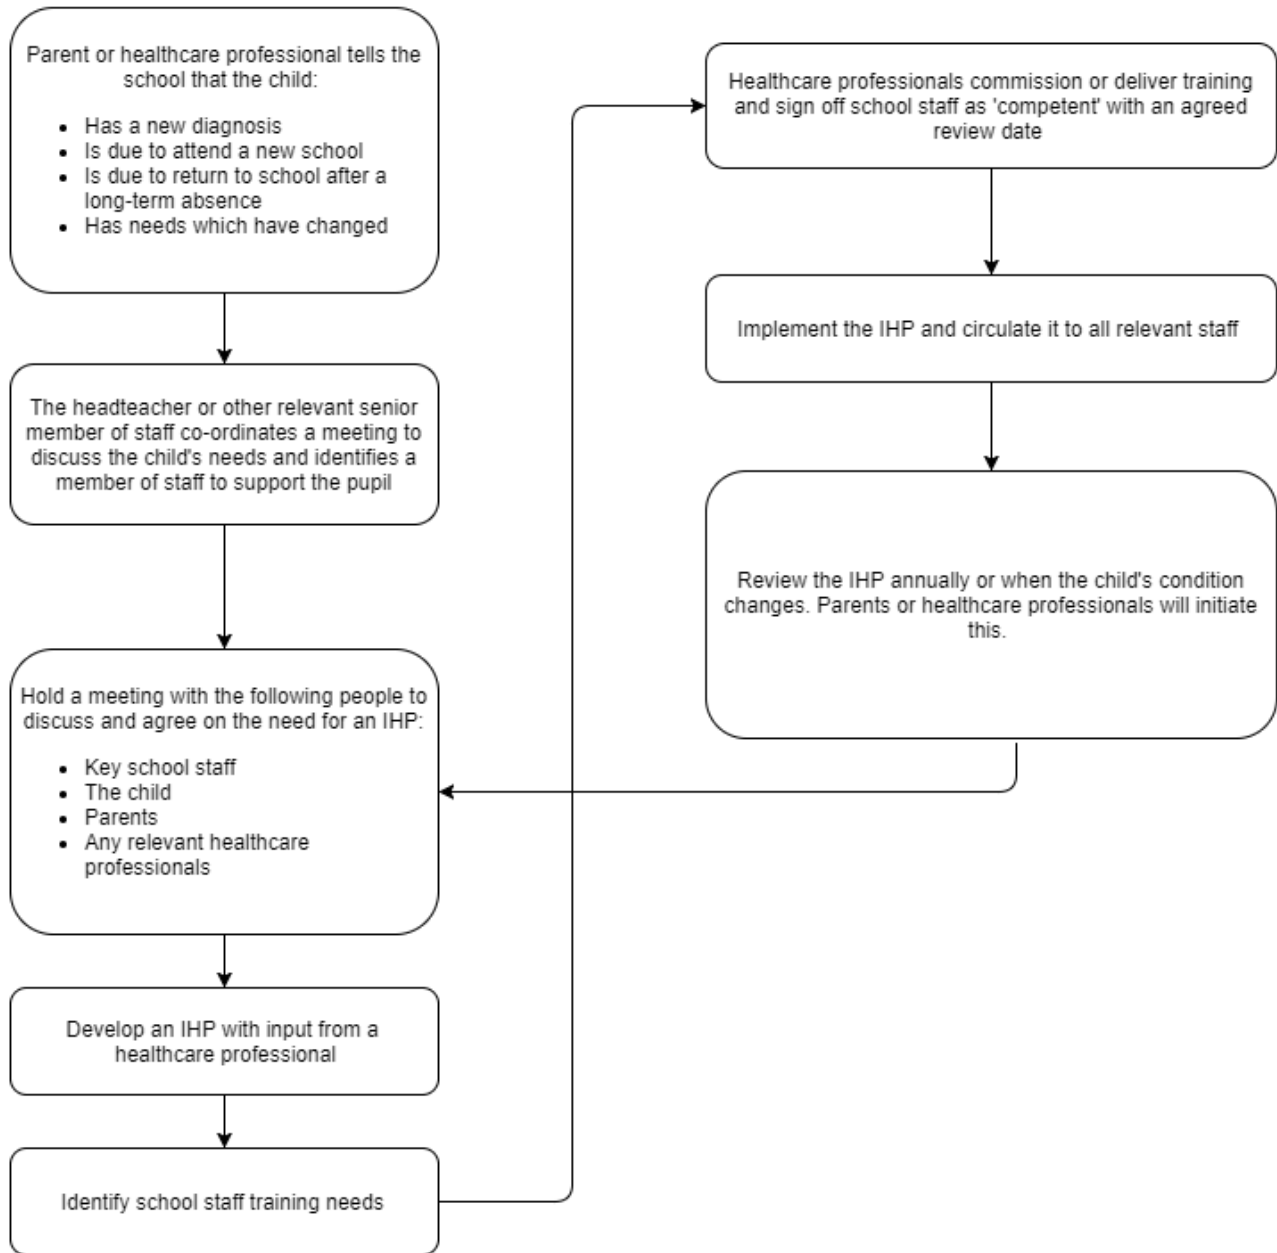 Parent or healthcare professional tells the
school that the child:
• Has a new diagnosis
• Is due to attend a new school
• Is due to return to school after a
long-term absence
• Has needs which have changed
The headteacher or other relevant senior
member of staff co-ordinates a meeting to
discuss the child's needs and identifies a
member of staff to support the pupil
Hold a meeting with the following people to
discuss and agree on the need for an IHP:
• Key school staff
• The child
• Parents
• Any relevant healthcare
professionals
Develop an IHP with input from a
healthcare professional
Identify school staff training needs
Healthcare professionals commission or deliver training
and sign off school staff as 'competent' with an agreed
review date
Implement the IHP and circulate it to all relevant staff
Review the IHP annually or when the child's condition
changes. Parents or healthcare professionals will initiate
this.